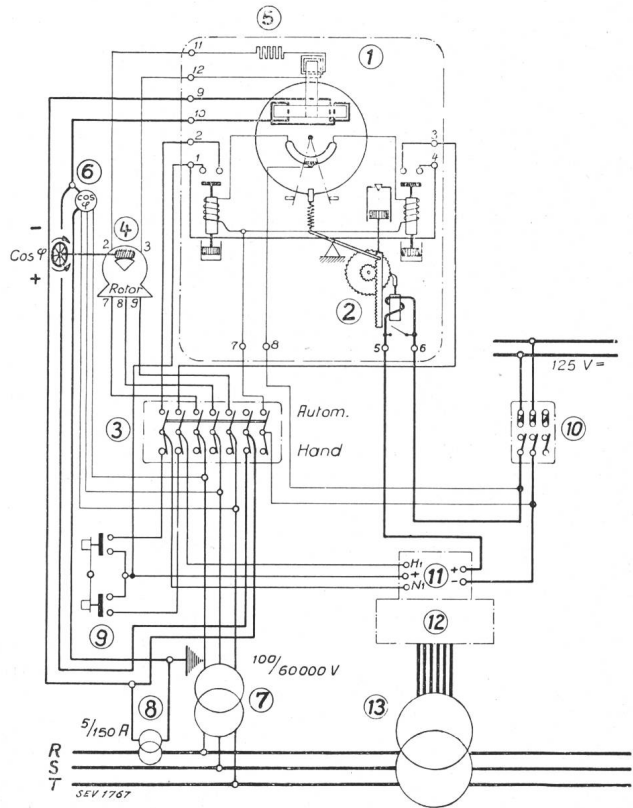 5
11
1
12
9
10
2
3
1
4
6
cos φ
-
4
Cos φ
2
3
+
Rotor
7 8 9
2
7
8
5
6
125 V =
3
Autom.
10
Hand
H1
+
11
+
N1
-
12
9
100/60000 V
7
13
8
5/150 A
R
S
T
SEV 1767